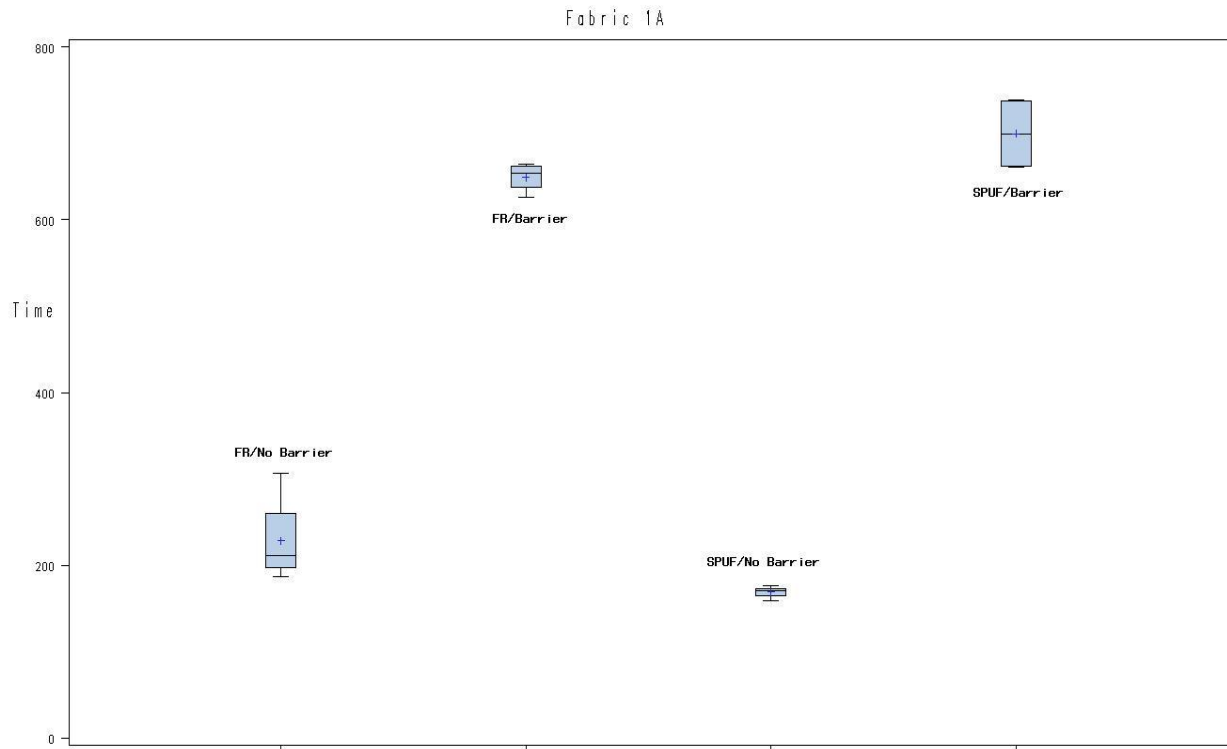 Fabric 1A
800
SPUF/Barrier
600
FR/Barrier
Time
400
FR/No Barrier
200
SPUF/No Barrier
0